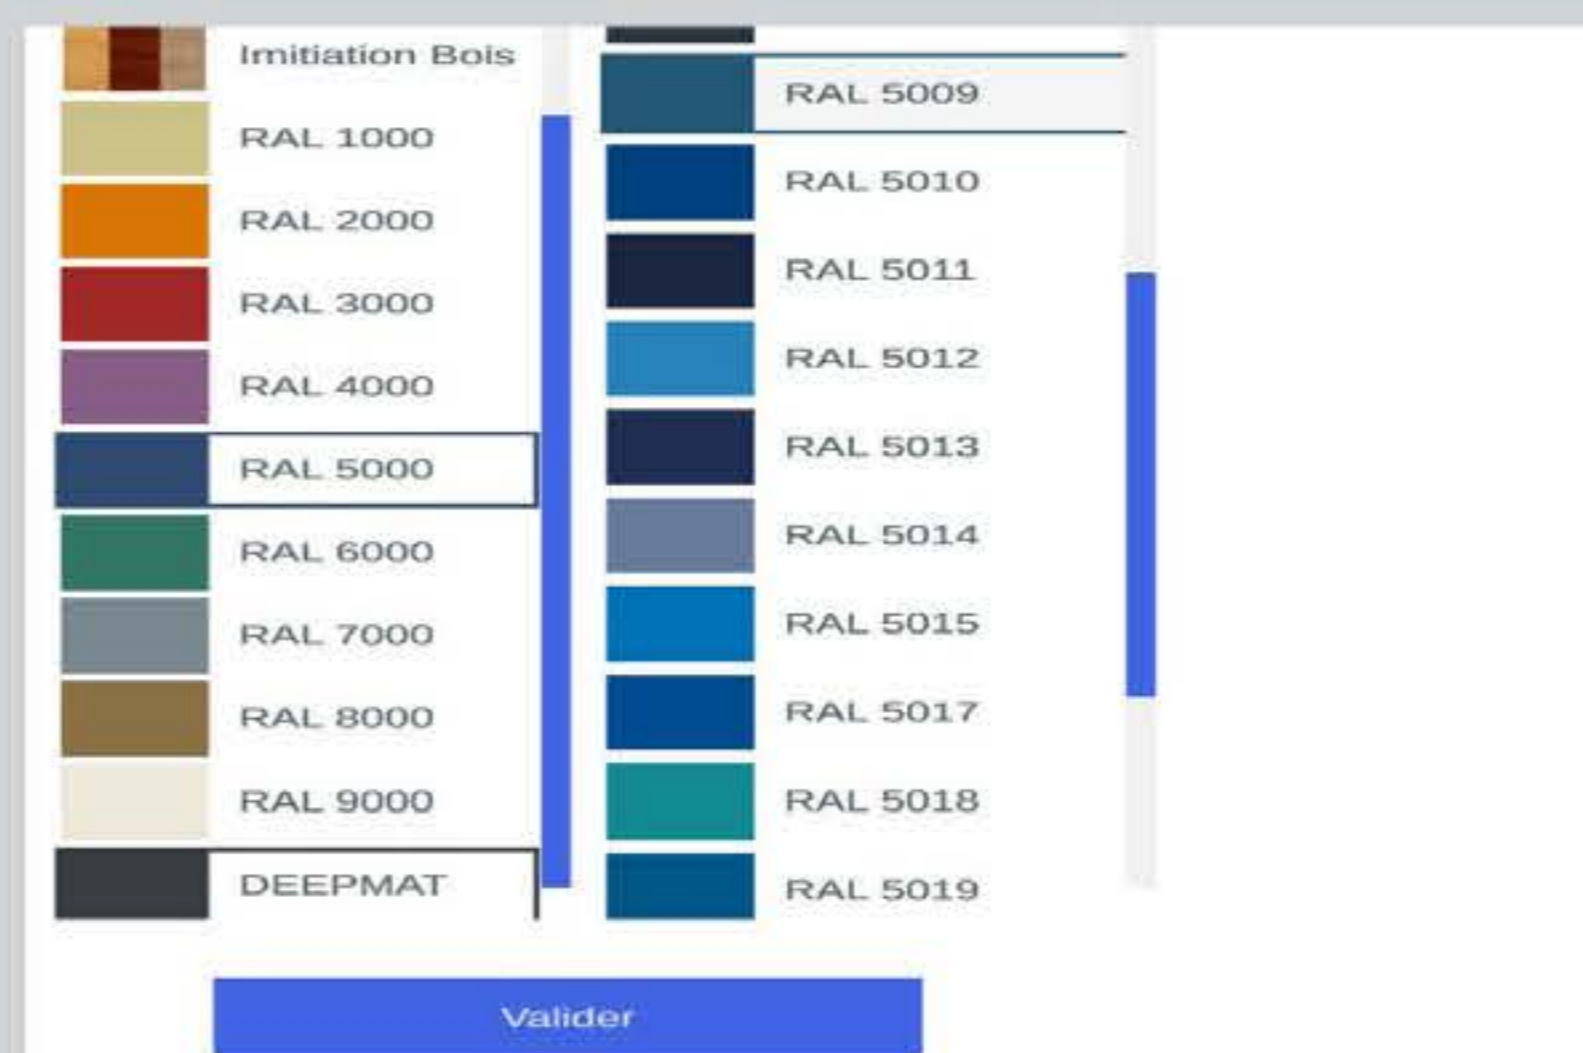 Imitiation Bois
RAL 1000
RAL 2000
RAL 3000
RAL 4000
RAL 5000
RAL 6000
RAL 7000
RAL 8000
RAL 9000
DEEPMAT
RAL 5009
RAL 5010
RAL 5011
RAL 5012
RAL 5013
RAL 5014
RAL 5015
RAL 5017
RAL 5018
RAL 5019
Valider